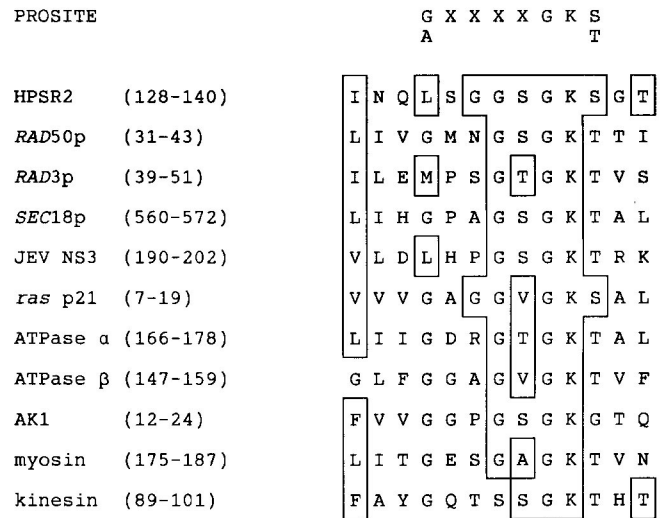 PROSITE G X X X X G K S
A T
HPSR2 (128-140) I N Q L S G G S G K S G T
RAD50p (31-43) L I V G M N G S G K T T I
RAD3p (39-51) I L E M P S G T G K T V S
SEC18p (560-572) L I H G P A G S G K T A L
JEV NS3 (190-202) V L D L H P G S G K T R K
ras p21 (7-19) V V V G A G G V G K S A L
ATPase α (166-178) L I I G D R G T G K T A L
ATPase β (147-159) G L F G G A G V G K T V F
AK1 (12-24) F V V G G P G S G K G T Q
myosin (175-187) L I T G E S G A G K T V N
kinesin (89-101) F A Y G Q T S S G K T H T